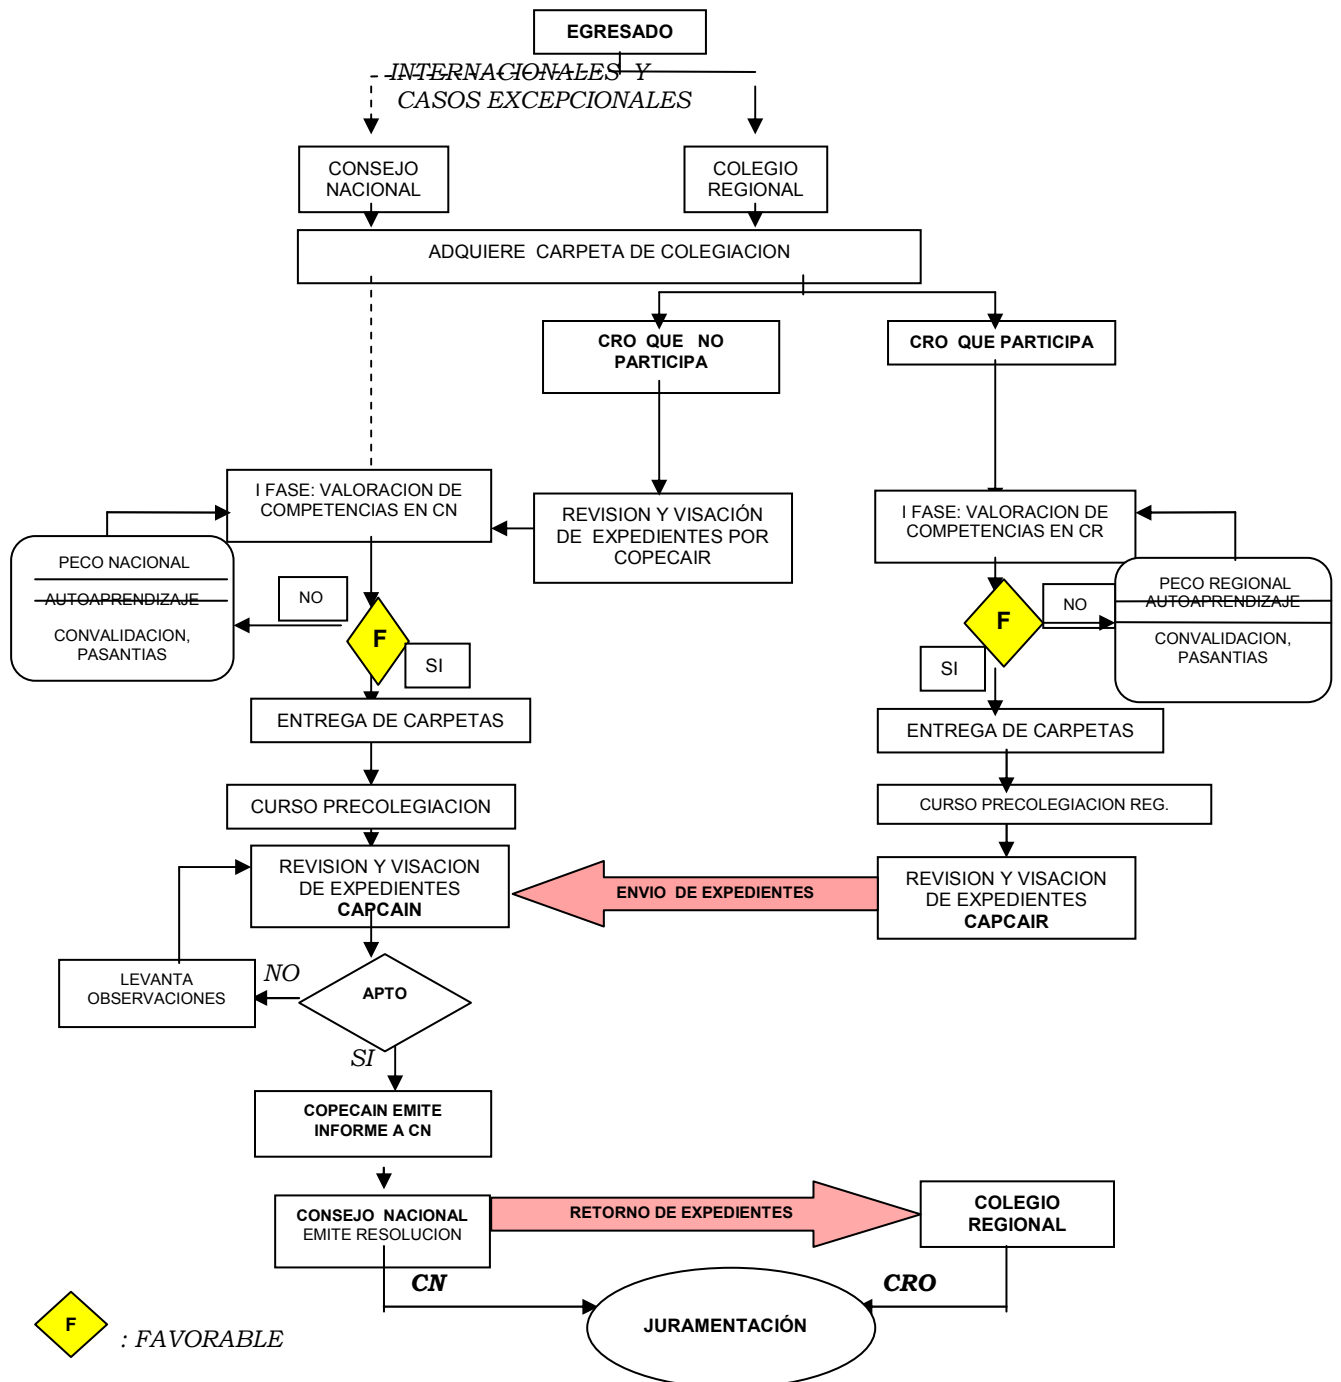 EGRESADO
INTERNACIONALES Y
CASOS EXCEPCIONALES
CONSEJO
NACIONAL
COLEGIO
REGIONAL
ADQUIERE CARPETA DE COLEGIACION
CRO QUE NO
PARTICIPA
CRO QUE PARTICIPA
I FASE: VALORACION DE
COMPETENCIAS EN CN
REVISION Y VISACIÓN
DE EXPEDIENTES POR
COPECAIR
I FASE: VALORACION DE
COMPETENCIAS EN CR
PECO NACIONAL
AUTOAPRENDIZAJE
CONVALIDACION,
PASANTIAS
NO
F
SI
PECO REGIONAL
AUTOAPRENDIZAJE
CONVALIDACION,
PASANTIAS
NO
F
SI
ENTREGA DE CARPETAS
ENTREGA DE CARPETAS
CURSO PRECOLEGIACION
CURSO PRECOLEGIACION REG.
REVISION Y VISACION
DE EXPEDIENTES
CAPCAIN
ENVIO DE EXPEDIENTES
REVISION Y VISACION
DE EXPEDIENTES
CAPCAIR
LEVANTA
OBSERVACIONES
NO
APTO
SI
COPECAIN EMITE
INFORME A CN
CONSEJO NACIONAL
EMITE RESOLUCION
RETORNO DE EXPEDIENTES
COLEGIO
REGIONAL
CN
CRO
JURAMENTACIÓN
F
: FAVORABLE